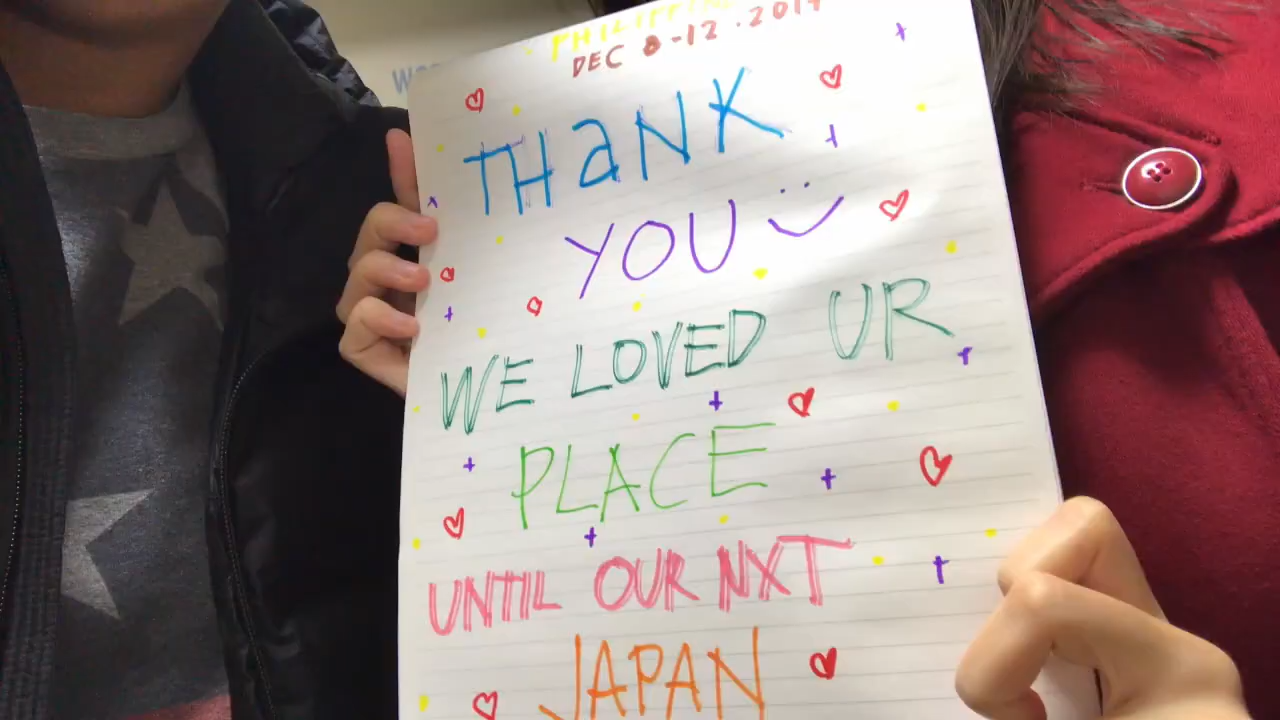 DEC 8-12.2017
THaNK
YOU
WE LOVED UR
PLACE
UNTIL OUR NXT
JAPAN